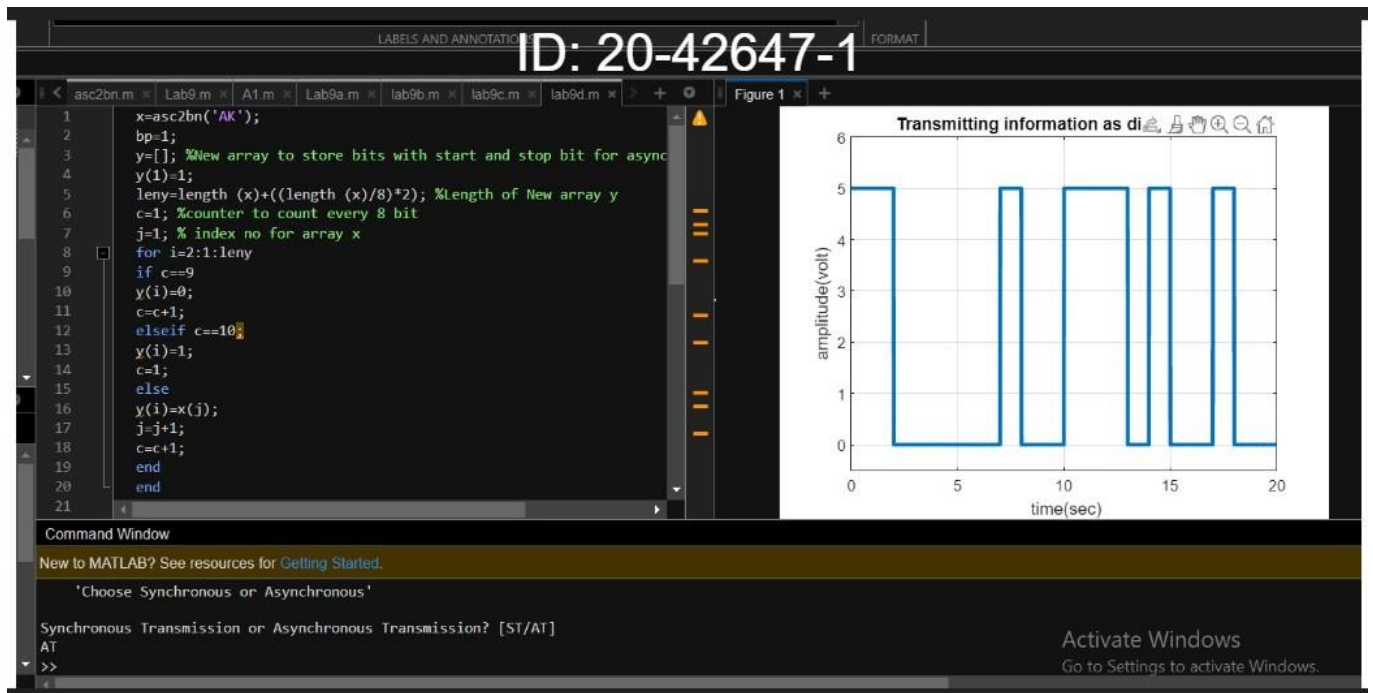 LABELS AND ANNOTATIONS
FORMAT
ID: 20-42647-1
asc2bn.m
Lab9.m
A1.m
Lab9a.m
lab9b.m
lab9c.m
lab9d.m
Figure 1
1 x=asc2bn('AK');
2 bp=1;
3 y=[]; %New array to store bits with start and stop bit for async
4 y(1)=1;
5 leny=length (x)+((length (x)/8)*2); %Length of New array y
6 c=1; %counter to count every 8 bit
7 j=1; % index no for array x
8 for i=2:1:leny
9 if c==9
10 y(i)=0;
11 c=c+1;
12 elseif c==10;
13 y(i)=1;
14 c=1;
15 else
16 y(i)=x(j);
17 j=j+1;
18 c=c+1;
19 end
20 end
21
Transmitting information as di
6
5
4
3
2
1
0
amplitude(volt)
0 5 10 15 20
time(sec)
Command Window
New to MATLAB? See resources for Getting Started.
'Choose Synchronous or Asynchronous'
Synchronous Transmission or Asynchronous Transmission? [ST/AT]
AT
>>
Activate Windows
Go to Settings to activate Windows.